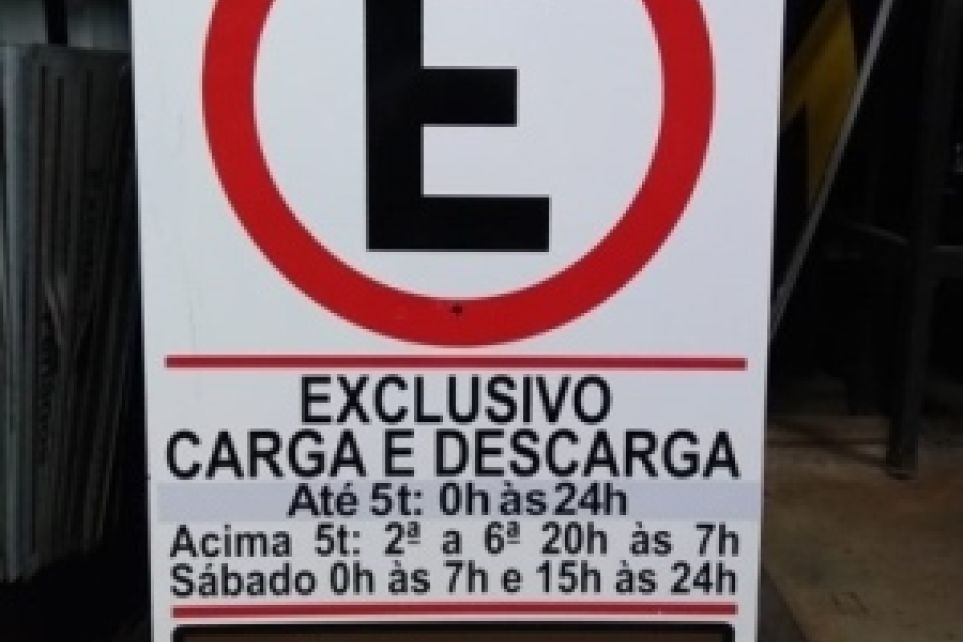 E
EXCLUSIVO
CARGA E DESCARGA
Até 5t: 0h às 24h
Acima 5t: 2ª a 6ª 20h às 7h
Sábado 0h às 7h e 15h às 24h